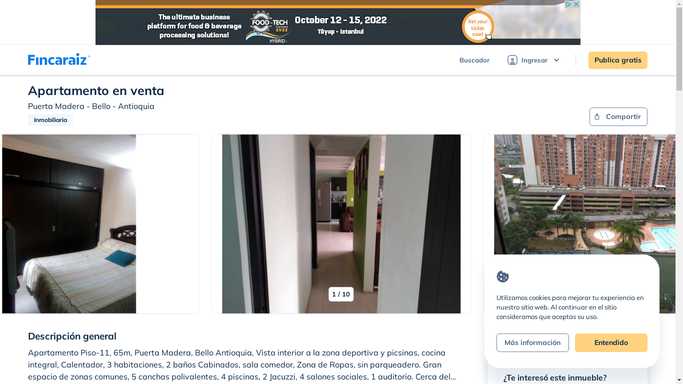 The ultimate business
platform for food & beverage
processing solutions!
FOOD-TECH
HYBRID
October 12 - 15, 2022
Tüyap - Istanbul
Fincaraiz
Buscador
Ingresar
Publica gratis
Apartamento en venta
Puerta Madera - Bello - Antioquia
Inmobiliaria
Compartir
1 / 10
Utilizamos cookies para mejorar tu experiencia en
nuestro sitio web. Al continuar en el sitio
consideramos que aceptas su uso.
Más información
Entendido
Descripción general
Apartamento Piso-11, 65m, Puerta Madera, Bello Antioquia, Vista interior a la zona deportiva y picsinas, cocina
integral, Calentador, 3 habitaciones, 2 baños Cabinados, sala comedor, Zona de Ropas, sin parqueadero. Gran
espacio de zonas comunes, 5 canchas polivalentes, 4 piscinas, 2 Jacuzzi, 4 salones sociales, 1 auditorio. Cerca del...
¿Te interesó este inmueble?